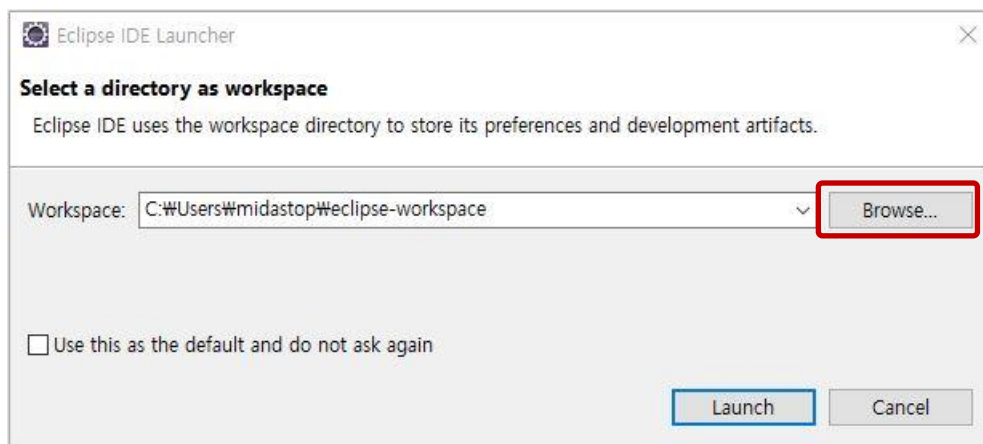 Eclipse IDE Launcher
Select a directory as workspace
Eclipse IDE uses the workspace directory to store its preferences and development artifacts.
Workspace: C:₩Users₩midastop₩eclipse-workspace Browse...
Use this as the default and do not ask again
Launch Cancel